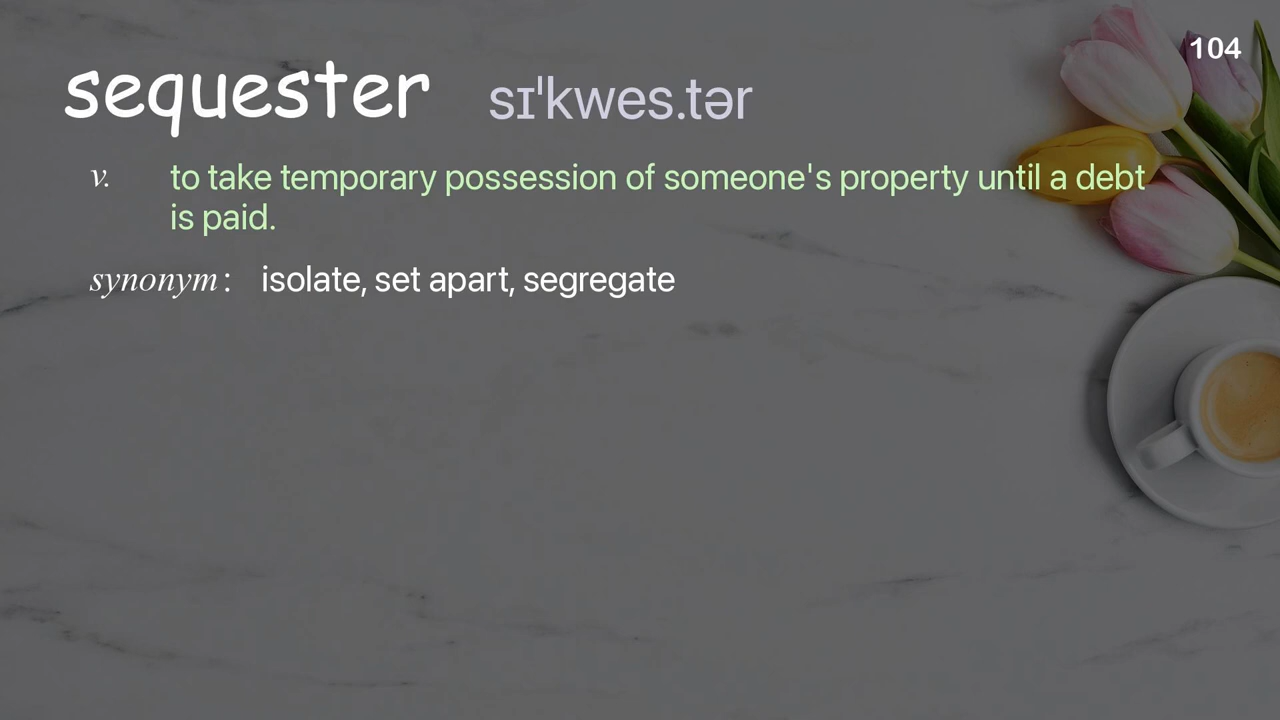 104
sequester sɪˈkwes.tər
v. to take temporary possession of someone's property until a debt
is paid.
synonym: isolate, set apart, segregate